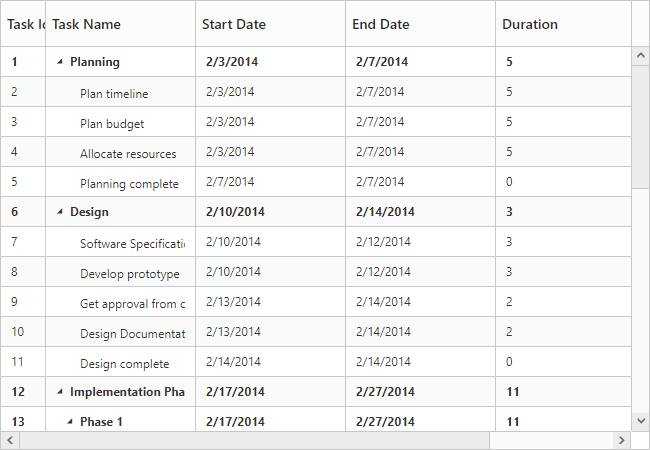 Task Id Task Name Start Date End Date Duration
1 Planning 2/3/2014 2/7/2014 5
2 Plan timeline 2/3/2014 2/7/2014 5
3 Plan budget 2/3/2014 2/7/2014 5
4 Allocate resources 2/3/2014 2/7/2014 5
5 Planning complete 2/7/2014 2/7/2014 0
6 Design 2/10/2014 2/14/2014 3
7 Software Specificati 2/10/2014 2/12/2014 3
8 Develop prototype 2/10/2014 2/12/2014 3
9 Get approval from c 2/13/2014 2/14/2014 2
10 Design Documentat 2/13/2014 2/14/2014 2
11 Design complete 2/14/2014 2/14/2014 0
12 Implementation Pha 2/17/2014 2/27/2014 11
13 Phase 1 2/17/2014 2/27/2014 11